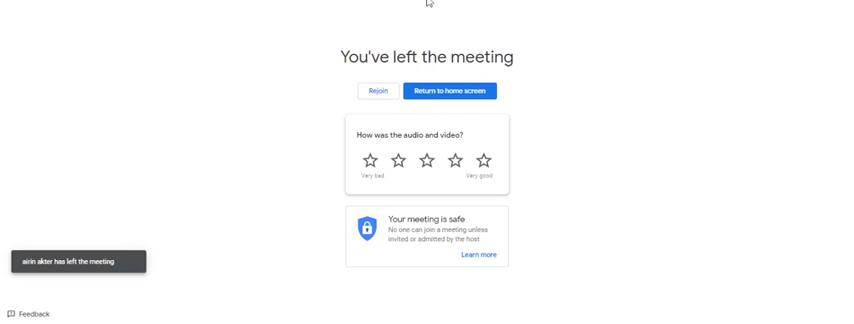 You've left the meeting
Rejoin
Return to home screen
How was the audio and video?
Very bad
Very good
Your meeting is safe
No one can join a meeting unless
invited or admitted by the host
Learn more
airin akter has left the meeting
Feedback